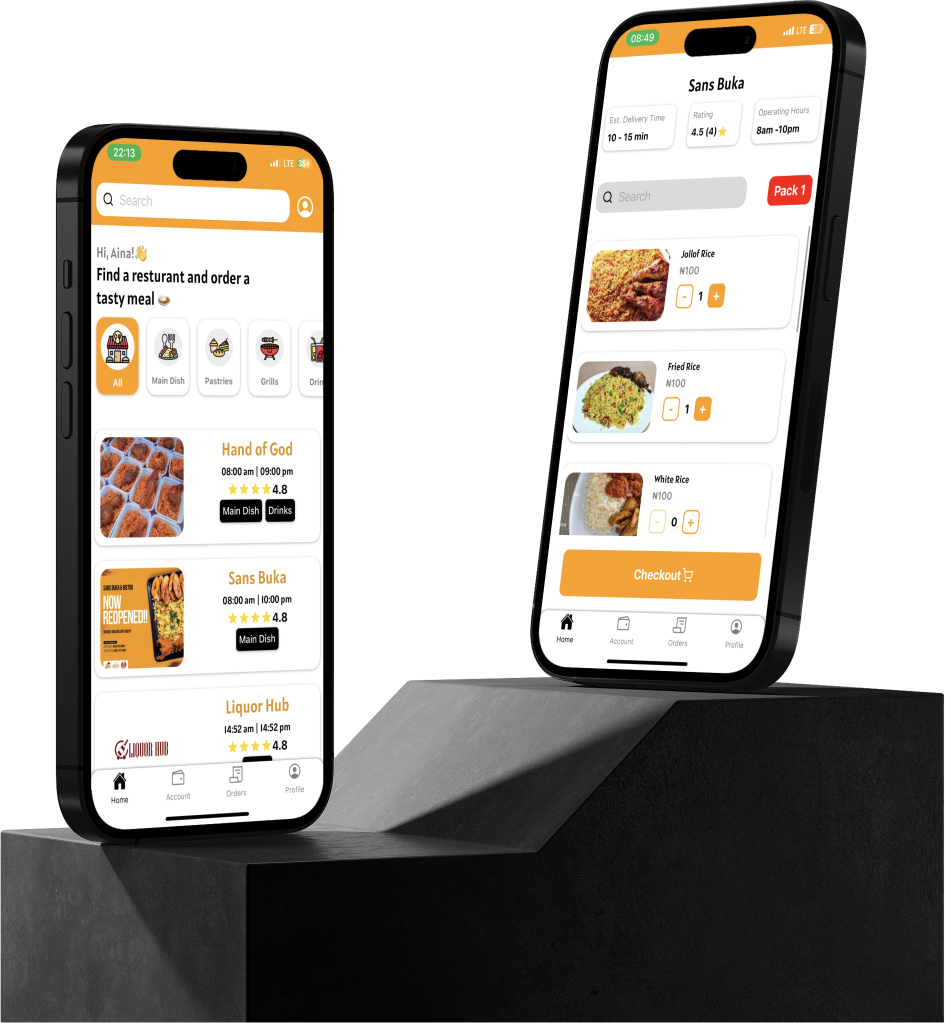 22:13
LTE
Search
Hi, Aina!👋
Find a resturant and order a
tasty meal 🍛
All
Main Dish
Pastries
Grills
Drin
Hand of God
08:00 am | 09:00 pm
⭐⭐⭐⭐4.8
Main Dish Drinks
SANS BUKA & BISTRO
NOW
REOPENED!!
Sans Buka
08:00 am | 10:00 pm
⭐⭐⭐⭐4.8
Main Dish
LIQUOR HUB
Liquor Hub
14:52 am | 14:52 pm
⭐⭐⭐⭐4.8
Home
Account
Orders
Profile
08:49
LTE
Sans Buka
Est. Delivery Time
10 - 15 min
Rating
4.5 (4) ⭐
Operating Hours
8am -10pm
Search
Pack 1
Jollof Rice
₦100
- 1 +
Fried Rice
₦100
- 1 +
White Rice
₦100
- 0 +
Checkout
Home
Account
Orders
Profile